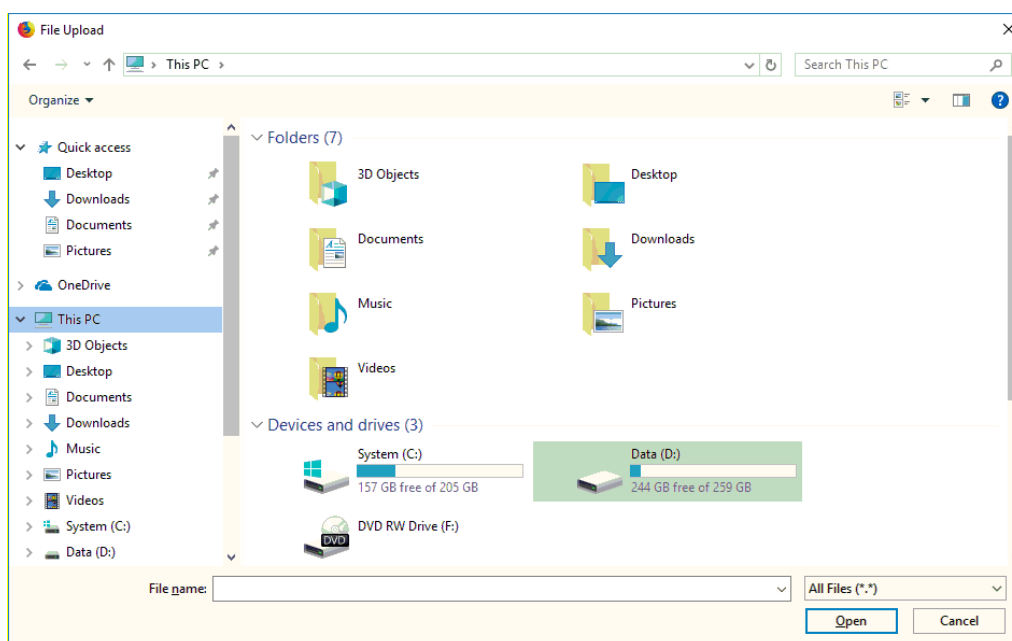 File Upload
This PC
Search This PC
Organize
Quick access
Desktop
Downloads
Documents
Pictures
OneDrive
This PC
3D Objects
Desktop
Documents
Downloads
Music
Pictures
Videos
System (C:)
Data (D:)
Folders (7)
3D Objects
Desktop
Documents
Downloads
Music
Pictures
Videos
Devices and drives (3)
System (C:)
157 GB free of 205 GB
Data (D:)
244 GB free of 259 GB
DVD RW Drive (F:)
DVD
File name:
All Files (*.*)
Open
Cancel